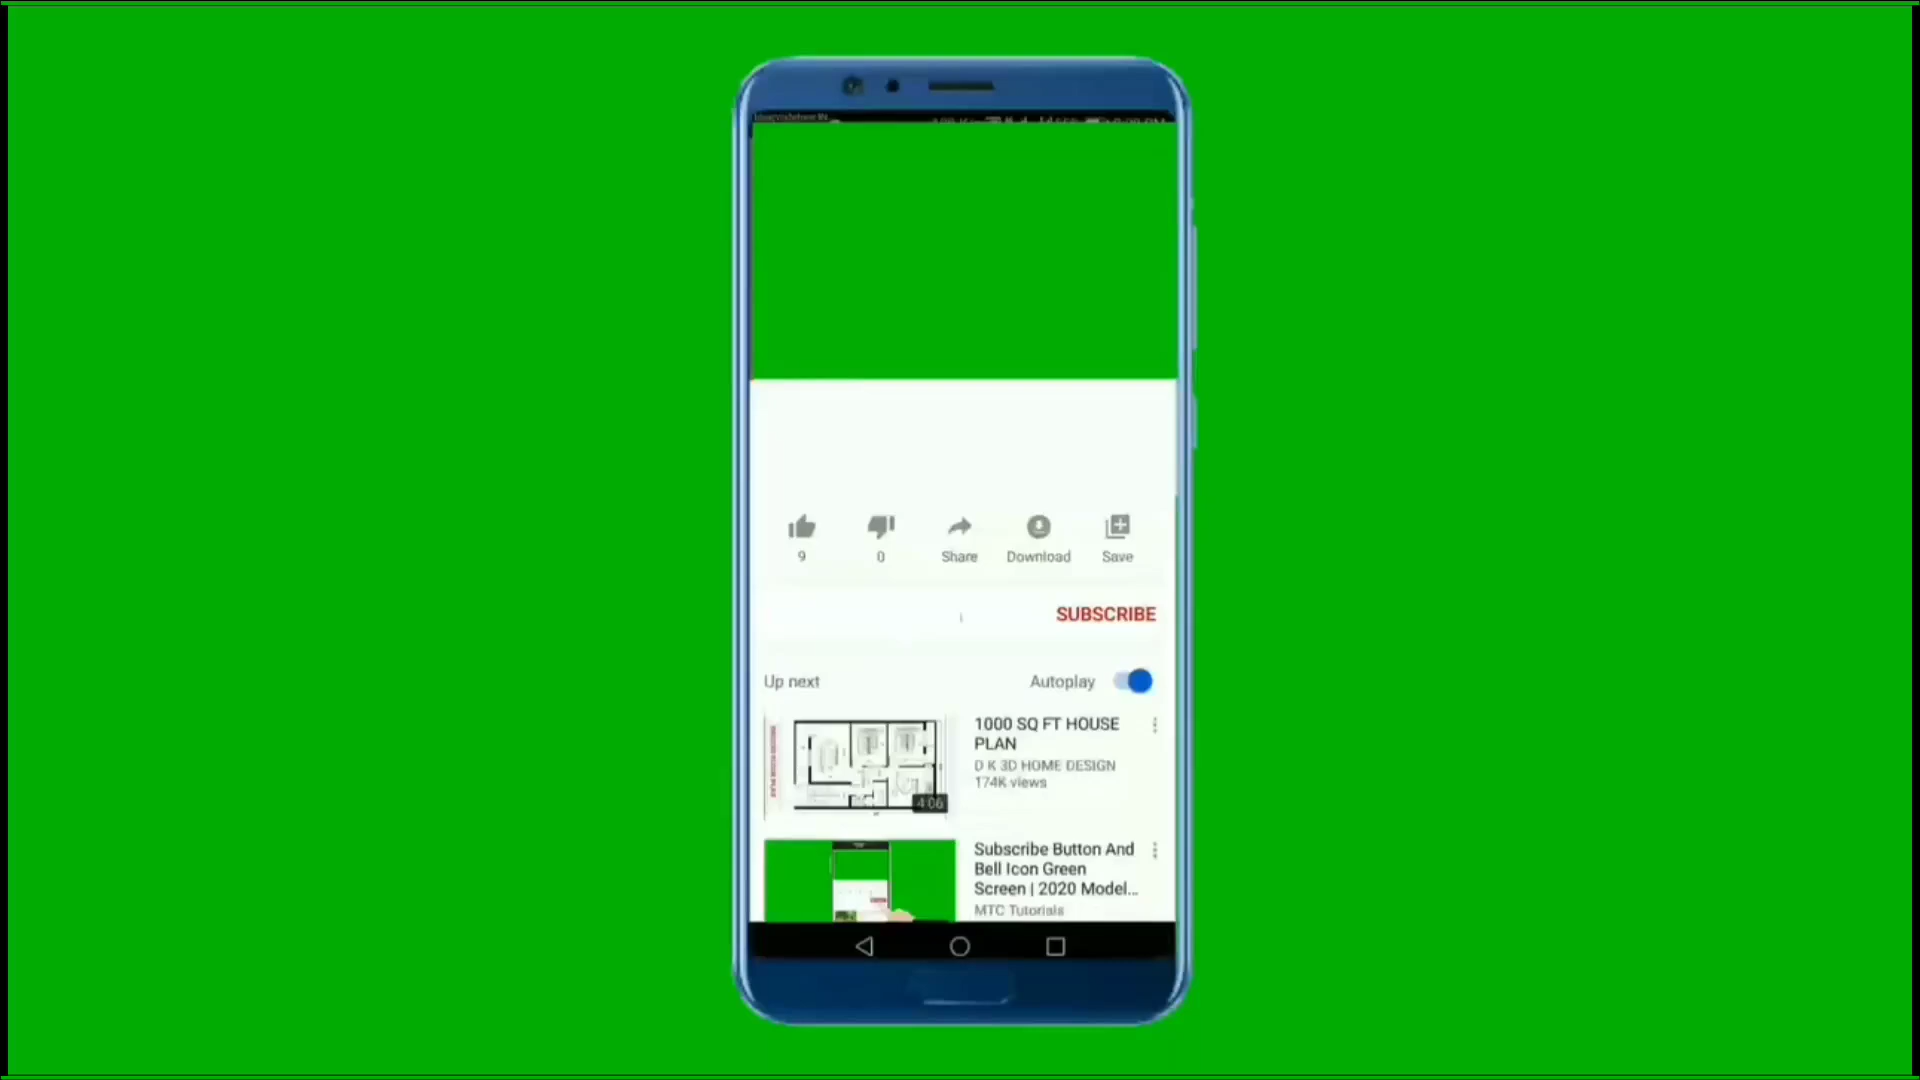 9
0
Share
Download
Save
SUBSCRIBE
Up next
Autoplay
1000 SQ FT HOUSE
PLAN
D K 3D HOME DESIGN
174K views
4:06
Subscribe Button And
Bell Icon Green
Screen | 2020 Model...
MTC Tutorials